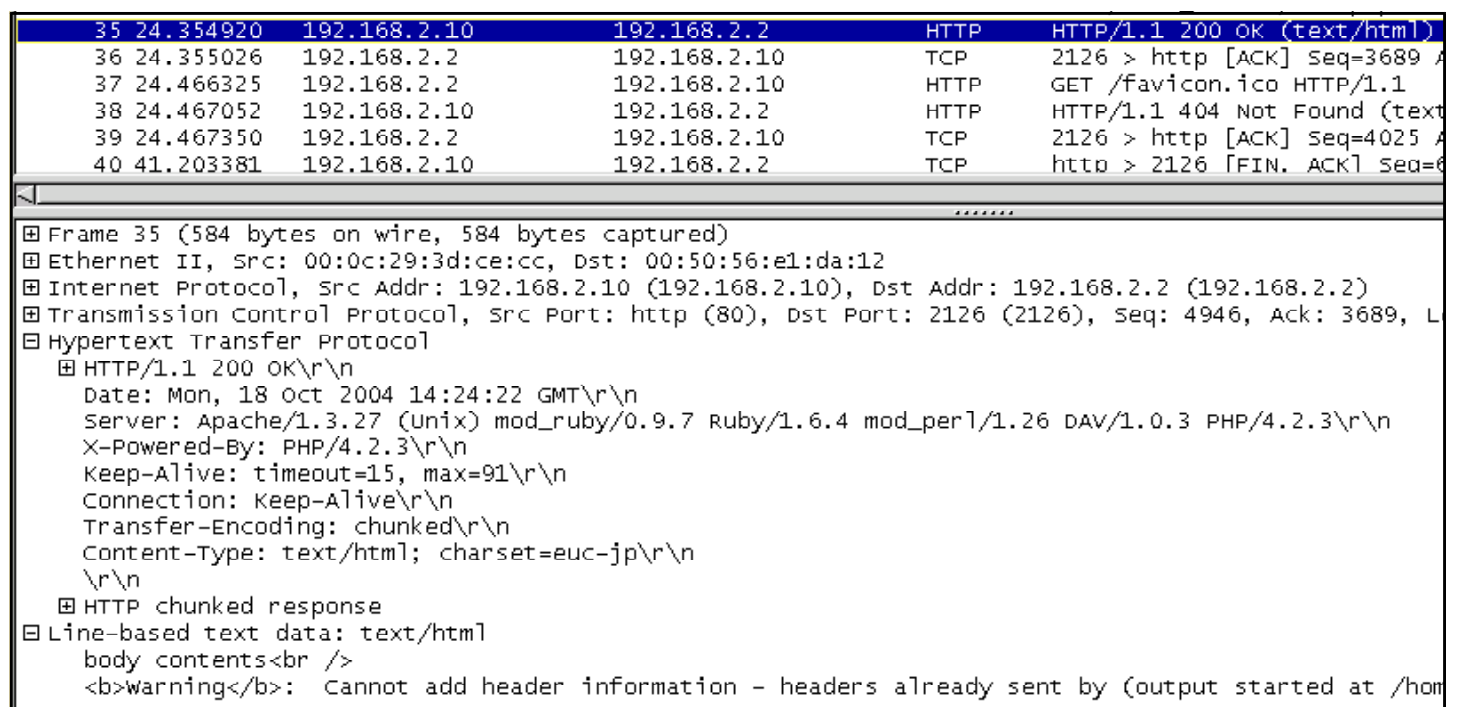 35 24.354920 192.168.2.10 192.168.2.2 HTTP HTTP/1.1 200 OK (text/html)
36 24.355026 192.168.2.2 192.168.2.10 TCP 2126 > http [ACK] Seq=3689 A
37 24.466325 192.168.2.2 192.168.2.10 HTTP GET /favicon.ico HTTP/1.1
38 24.467052 192.168.2.10 192.168.2.2 HTTP HTTP/1.1 404 Not Found (text
39 24.467350 192.168.2.2 192.168.2.10 TCP 2126 > http [ACK] Seq=4025 A
40 41.203381 192.168.2.10 192.168.2.2 TCP http > 2126 [FIN, ACK] Seq=6
Frame 35 (584 bytes on wire, 584 bytes captured)
Ethernet II, Src: 00:0c:29:3d:ce:cc, Dst: 00:50:56:e1:da:12
Internet Protocol, Src Addr: 192.168.2.10 (192.168.2.10), Dst Addr: 192.168.2.2 (192.168.2.2)
Transmission Control Protocol, Src Port: http (80), Dst Port: 2126 (2126), Seq: 4946, Ack: 3689, L
Hypertext Transfer Protocol
HTTP/1.1 200 OK\r\n
Date: Mon, 18 Oct 2004 14:24:22 GMT\r\n
Server: Apache/1.3.27 (Unix) mod_ruby/0.9.7 Ruby/1.6.4 mod_perl/1.26 DAV/1.0.3 PHP/4.2.3\r\n
X-Powered-By: PHP/4.2.3\r\n
Keep-Alive: timeout=15, max=91\r\n
Connection: Keep-Alive\r\n
Transfer-Encoding: chunked\r\n
Content-Type: text/html; charset=euc-jp\r\n
\r\n
HTTP chunked response
Line-based text data: text/html
body contents<br />
<b>Warning</b>:  Cannot add header information - headers already sent by (output started at /hom